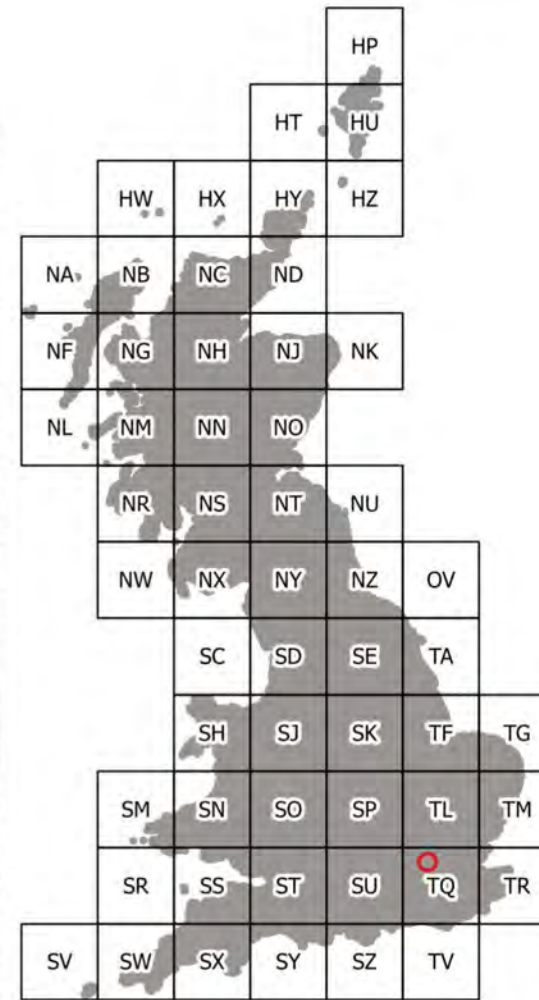 HP
HT HU
HW HX HY HZ
NA NB NC ND
NF NG NH NJ NK
NL NM NN NO
NR NS NT NU
NW NX NY NZ OV
SC SD SE TA
SH SJ SK TF TG
SM SN SO SP TL TM
SR SS ST SU TQ TR
SV SW SX SY SZ TV